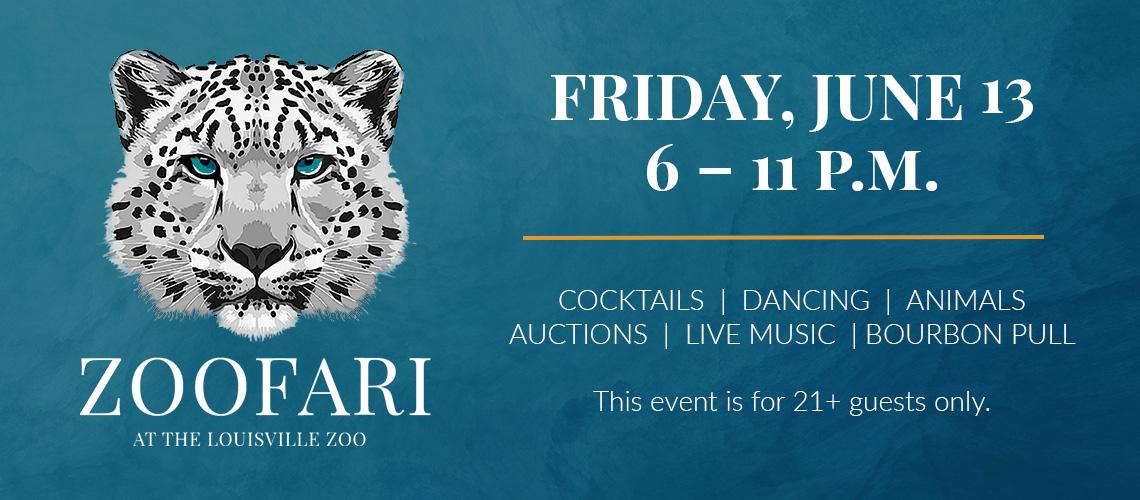 ZOOFARI
AT THE LOUISVILLE ZOO
FRIDAY, JUNE 13
6 – 11 P.M.
COCKTAILS | DANCING | ANIMALS
AUCTIONS | LIVE MUSIC | BOURBON PULL
This event is for 21+ guests only.